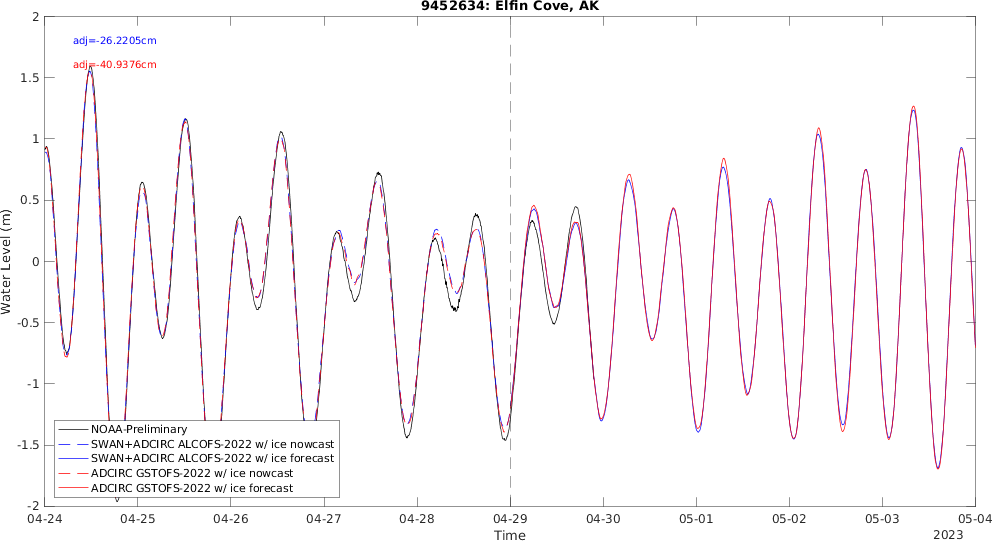 9452634: Elfin Cove, AK
adj=-26.2205cm
adj=-40.9376cm
Water Level (m)
2
1.5
1
0.5
0
-0.5
-1
-1.5
-2
NOAA-Preliminary
SWAN+ADCIRC ALCOFS-2022 w/ ice nowcast
SWAN+ADCIRC ALCOFS-2022 w/ ice forecast
ADCIRC GSTOFS-2022 w/ ice nowcast
ADCIRC GSTOFS-2022 w/ ice forecast
04-24 04-25 04-26 04-27 04-28 04-29 04-30 05-01 05-02 05-03 05-04
Time
2023